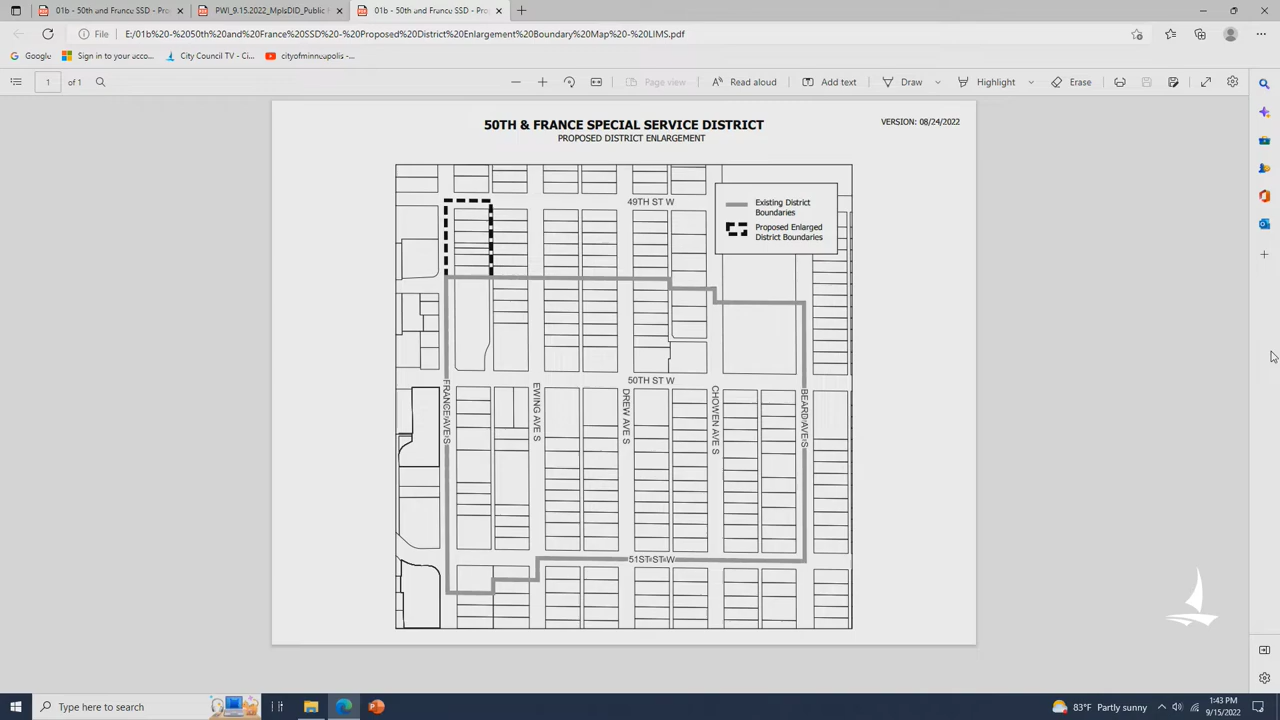 01b - 50th and France SSD - Pro
PWI_9.15.2022_MplsDID_Public H
01b - 50th and France SSD - Pro
File
E:/01b%20-%2050th%20and%20France%20SSD%20-%20Proposed%20District%20Enlargement%20Boundary%20Map%20-%20LIMS.pdf
Google
Sign in to your acco...
City Council TV - Ci...
cityofminneapolis -...
1
of 1
Page view
Read aloud
Add text
Draw
Highlight
Erase
50TH & FRANCE SPECIAL SERVICE DISTRICT
VERSION: 08/24/2022
PROPOSED DISTRICT ENLARGEMENT
49TH ST W
Existing District
Boundaries
Proposed Enlarged
District Boundaries
50TH ST W
FRANCE AVE S
EWING AVE S
DREW AVE S
CHOWEN AVE S
BEARD AVE S
51ST ST W
Type here to search
83°F Partly sunny
1:43 PM
9/15/2022